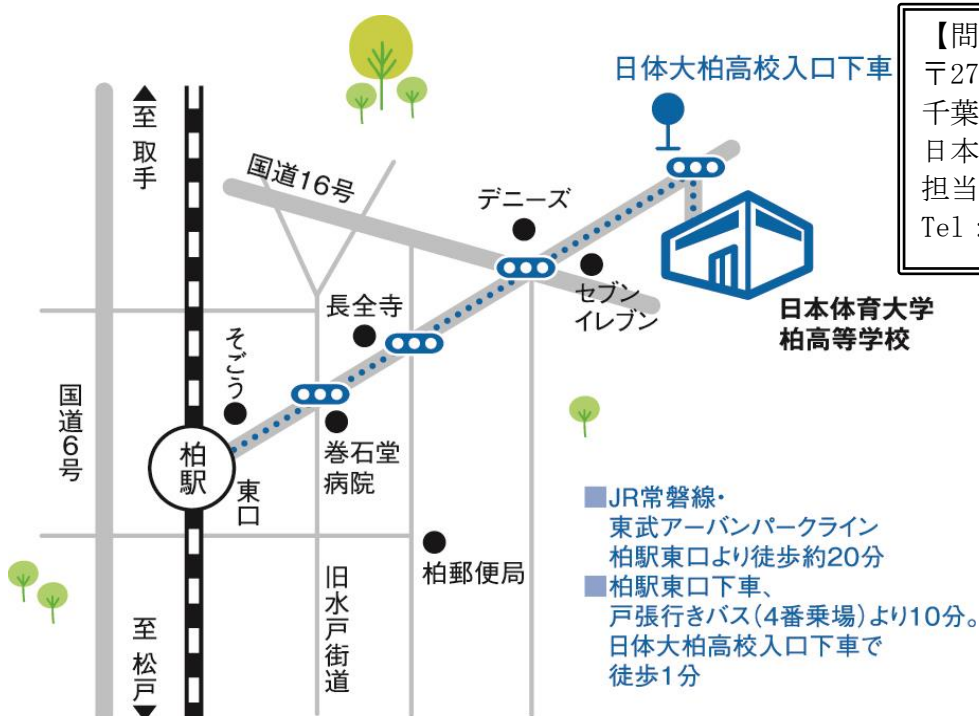 日体大柏高校入口下車
【問
〒27
千葉
日本
担当
Tel：
至 取手
国道16号
デニーズ
セブン
イレブン
日本体育大学
柏高等学校
長全寺
そごう
国道6号
柏駅
東口
巻石堂
病院
柏郵便局
旧水戸街道
至 松戸
■JR常磐線・
東武アーバンパークライン
柏駅東口より徒歩約20分
■柏駅東口下車、
戸張行きバス（4番乗場）より10分。
日体大柏高校入口下車で
徒歩1分